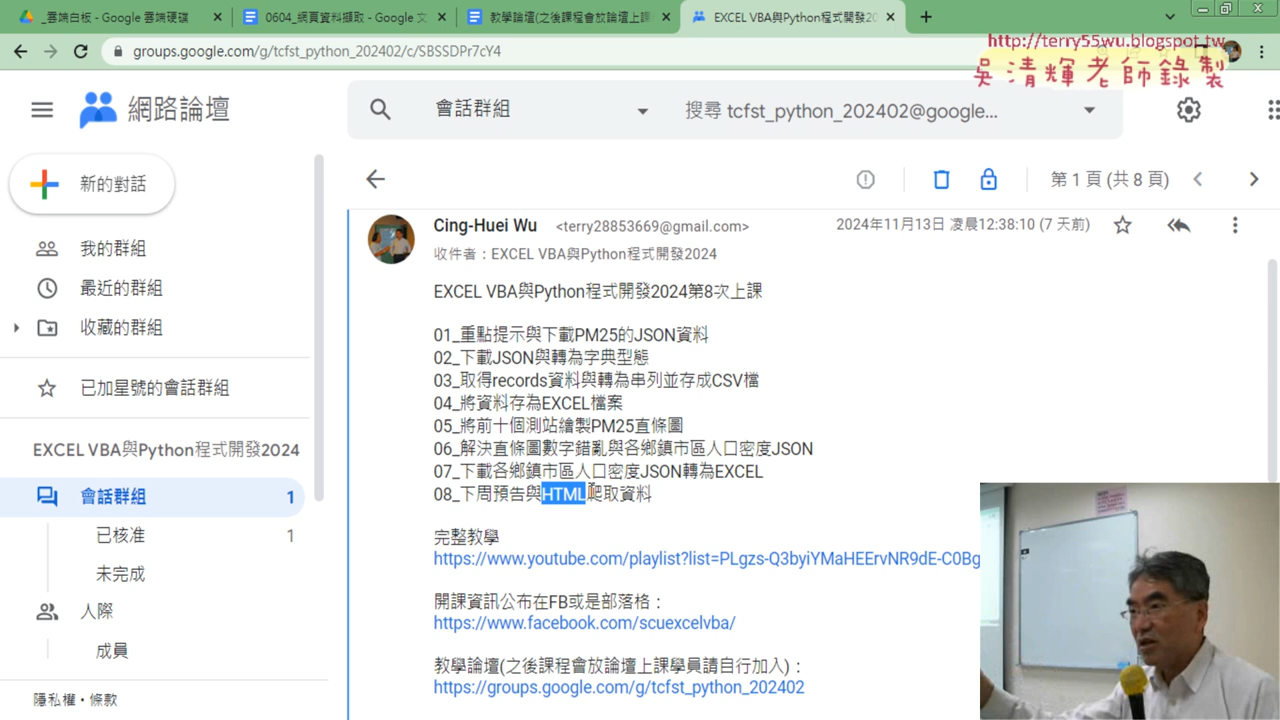 _雲端白板 - Google 雲端硬碟
0604_網頁資料擷取 - Google 文
教學論壇(之後課程會放論壇上課
EXCEL VBA與Python程式開發20
groups.google.com/g/tcfst_python_202402/c/SBSSDPr7cY4
http://terry55wu.blogspot.tw
吳清輝老師錄製
網路論壇
會話群組
搜尋 tcfst_python_202402@google...
新的對話
第 1 頁 (共 8 頁)
我的群組
最近的群組
收藏的群組
已加星號的會話群組
EXCEL VBA與Python程式開發2024
會話群組 1
已核准 1
未完成
人際
成員
隱私權・條款
Cing-Huei Wu <terry28853669@gmail.com>
2024年11月13日 凌晨12:38:10 (7 天前)
收件者：EXCEL VBA與Python程式開發2024
EXCEL VBA與Python程式開發2024第8次上課
01_重點提示與下載PM25的JSON資料
02_下載JSON與轉為字典型態
03_取得records資料與轉為串列並存成CSV檔
04_將資料存為EXCEL檔案
05_將前十個測站繪製PM25直條圖
06_解決直條圖數字錯亂與各鄉鎮市區人口密度JSON
07_下載各鄉鎮市區人口密度JSON轉為EXCEL
08_下周預告與HTML爬取資料
完整教學
https://www.youtube.com/playlist?list=PLgzs-Q3byiYMaHEErvNR9dE-C0Bg
開課資訊公布在FB或是部落格：
https://www.facebook.com/scuexcelvba/
教學論壇(之後課程會放論壇上課學員請自行加入)：
https://groups.google.com/g/tcfst_python_202402